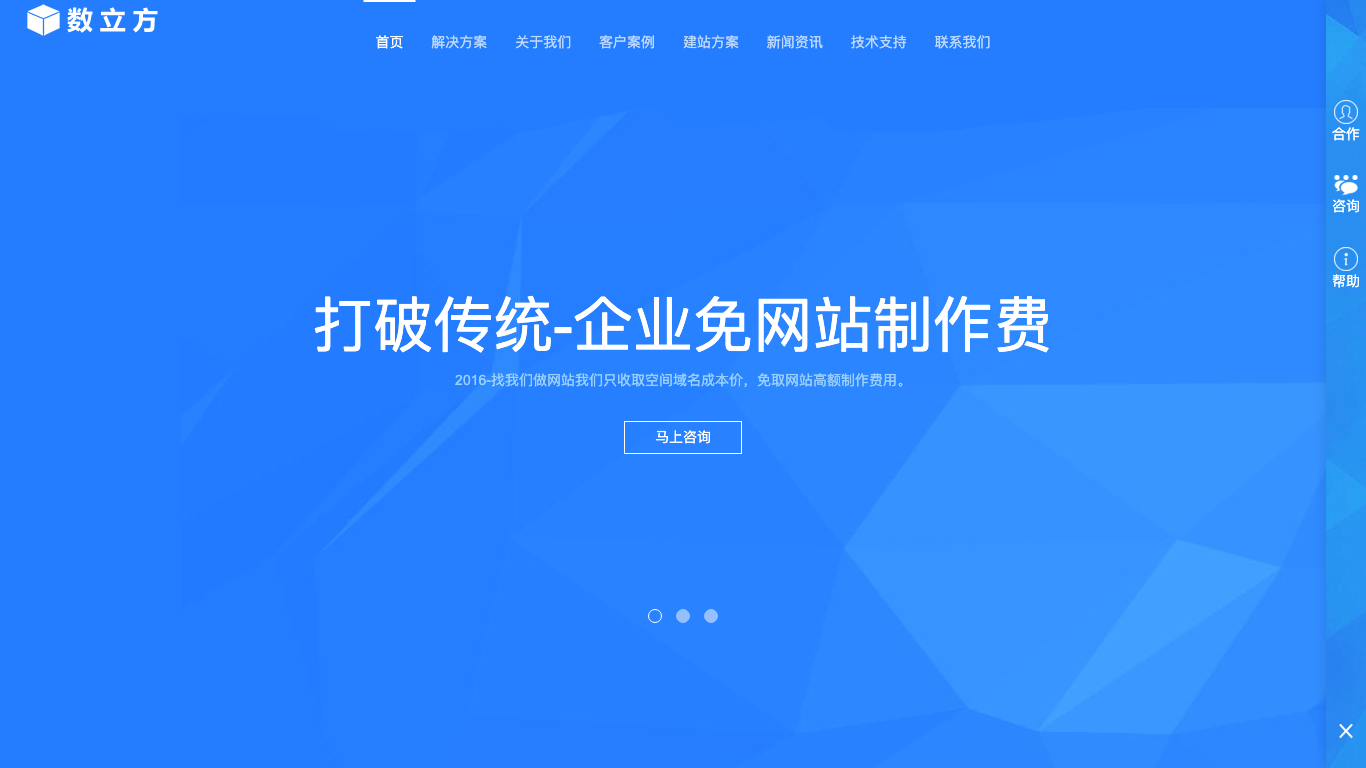 数立方
首页 解决方案 关于我们 客户案例 建站方案 新闻资讯 技术支持 联系我们
合作
咨询
帮助
打破传统-企业免网站制作费
2016-找我们做网站我们只收取空间域名成本价，免取网站高额制作费用。
马上咨询